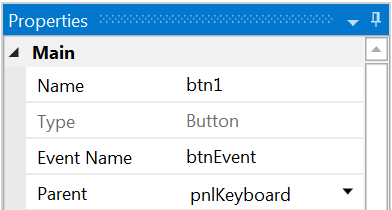 Properties
Main
Name btn1
Type Button
Event Name btnEvent
Parent pnlKeyboard